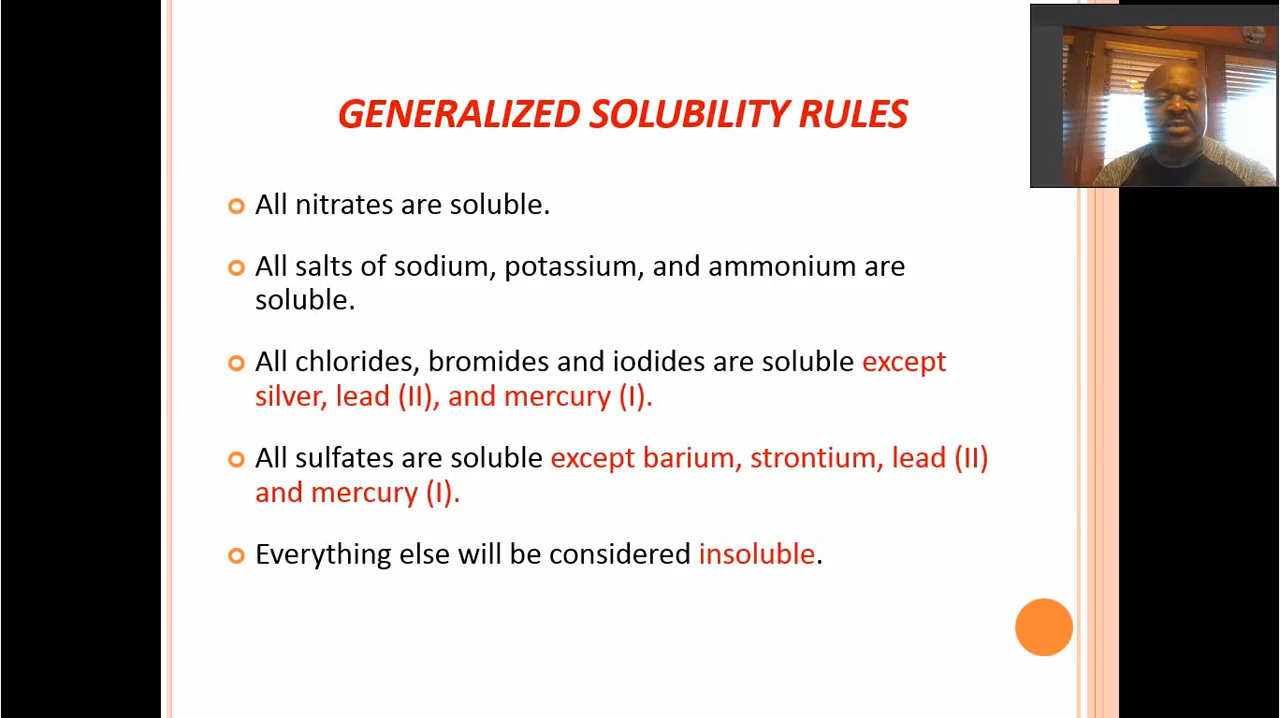 GENERALIZED SOLUBILITY RULES
All nitrates are soluble.
All salts of sodium, potassium, and ammonium are
soluble.
All chlorides, bromides and iodides are soluble except
silver, lead (II), and mercury (I).
All sulfates are soluble except barium, strontium, lead (II)
and mercury (I).
Everything else will be considered insoluble.